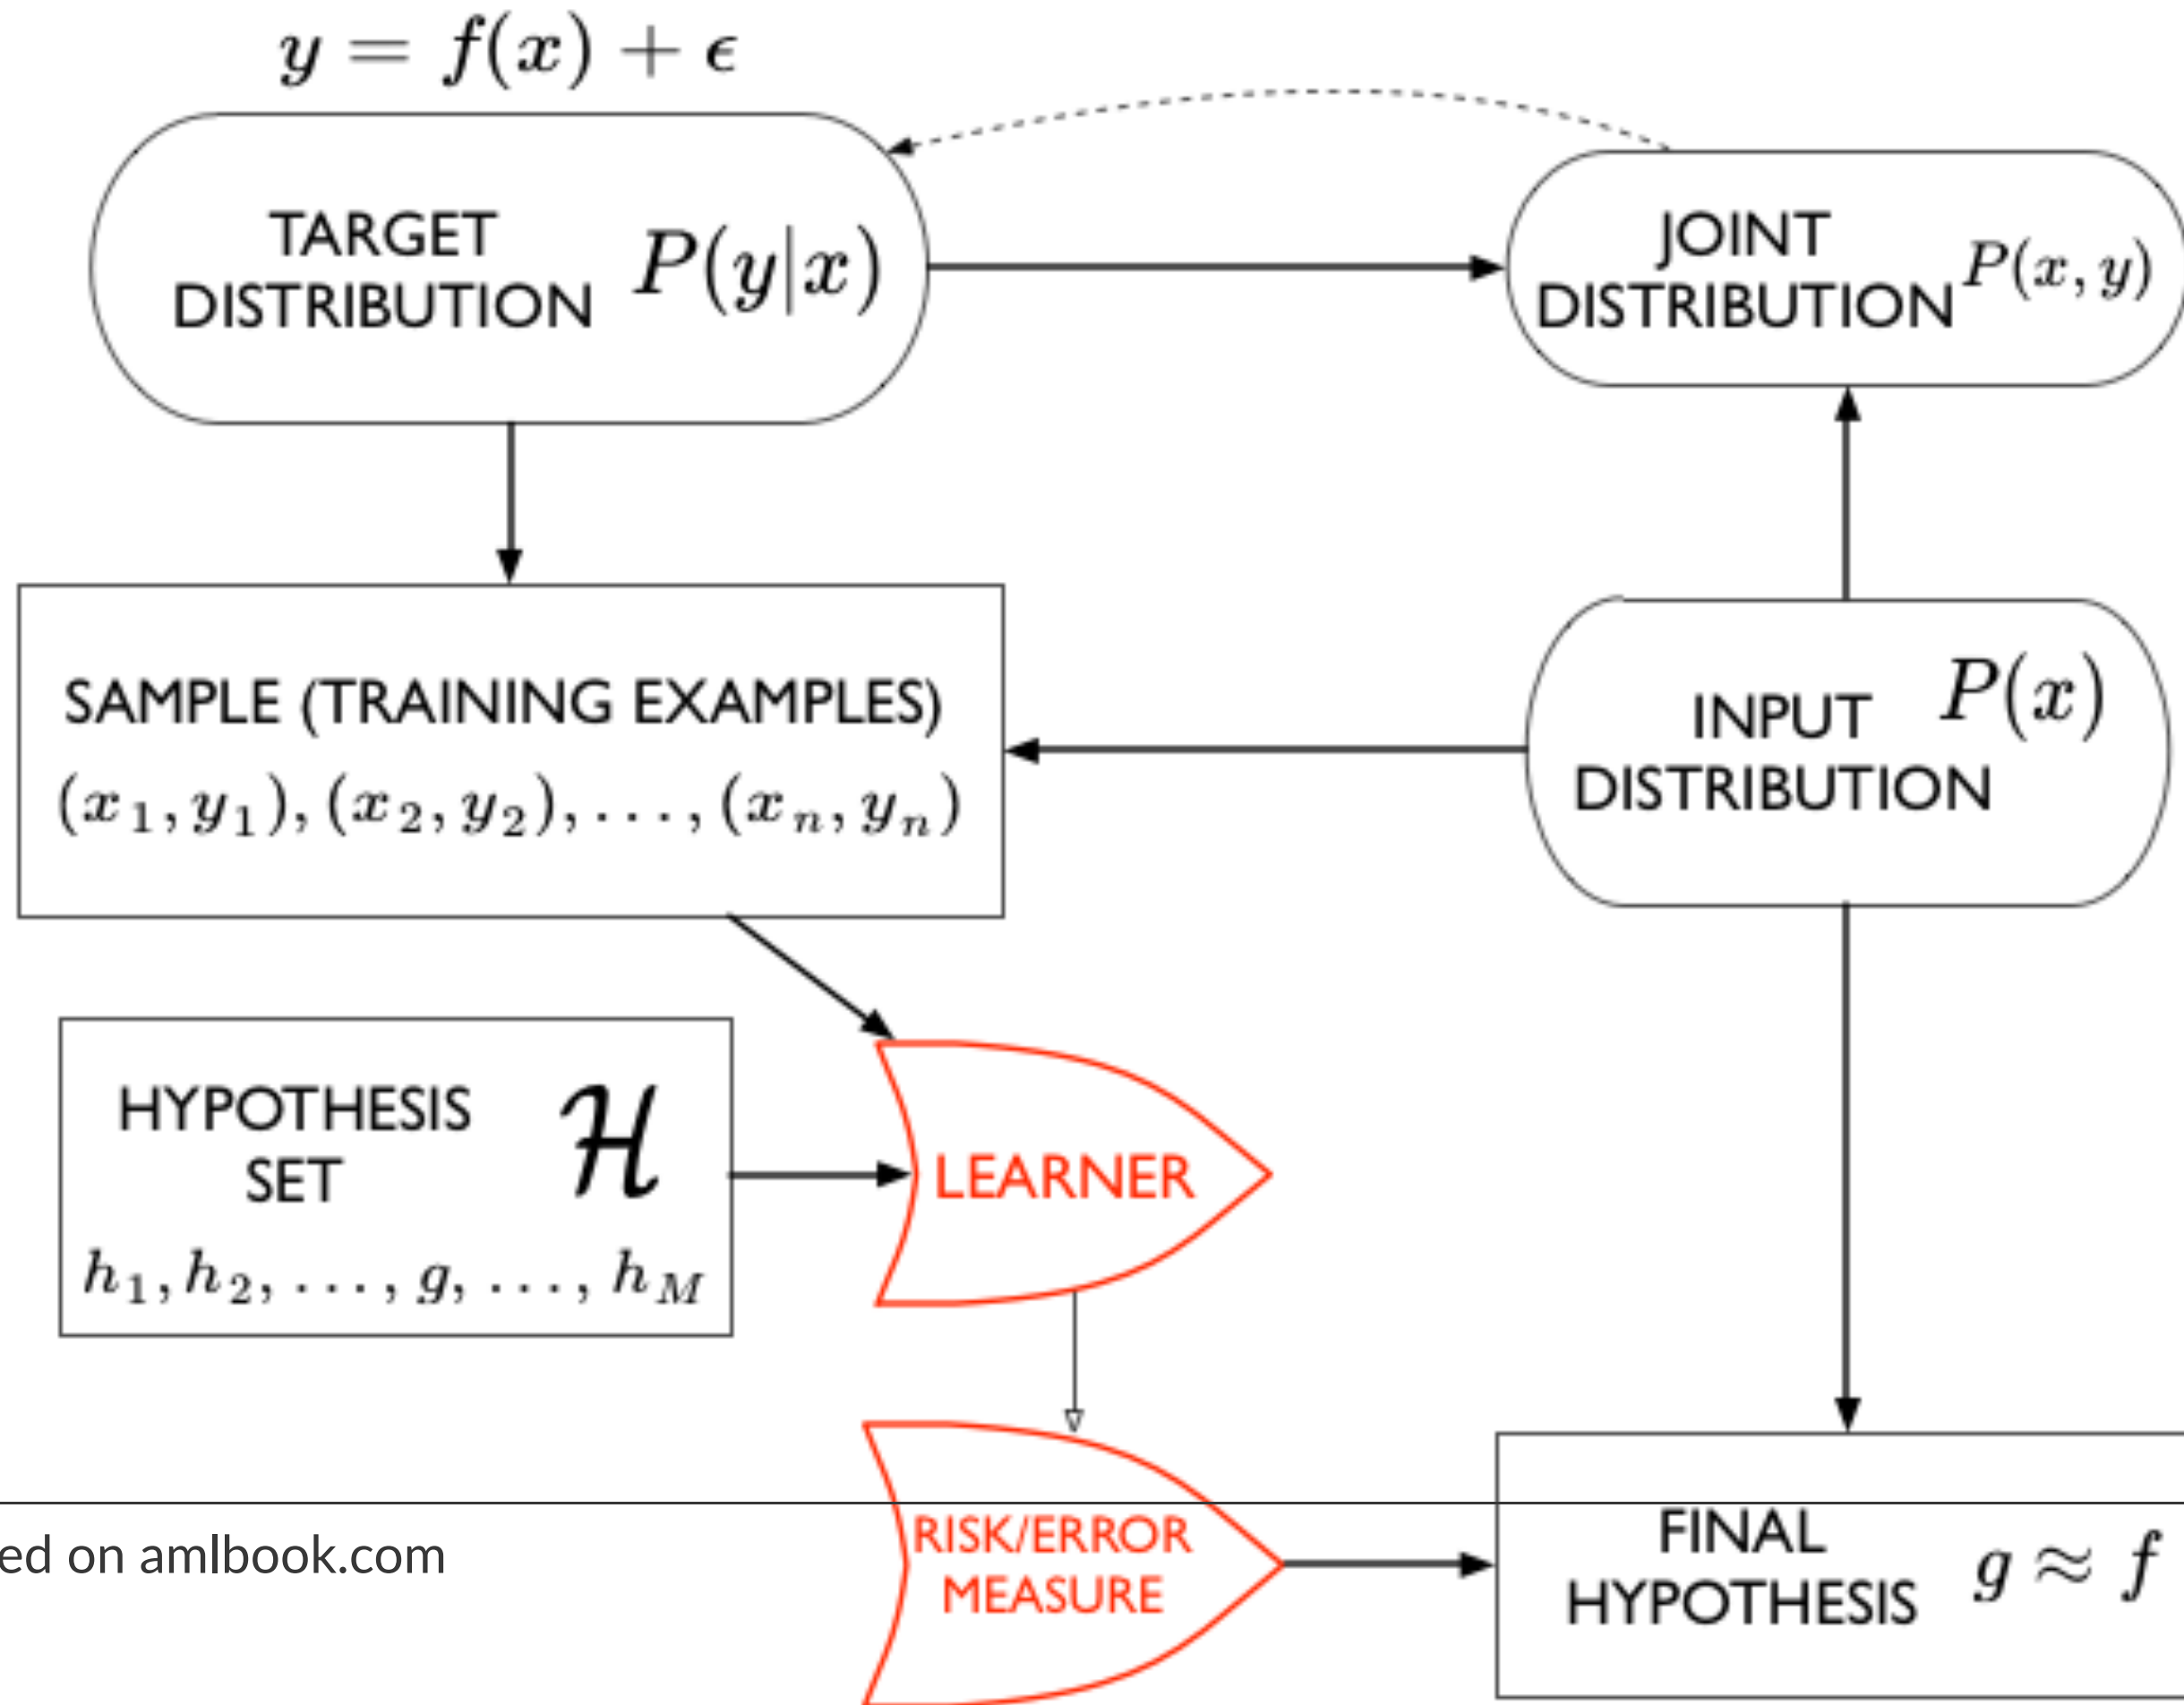 y = f(x) + ϵ
TARGET
DISTRIBUTION
P(y|x)
JOINT
DISTRIBUTION
P(x, y)
SAMPLE (TRAINING EXAMPLES)
(x₁, y₁), (x₂, y₂), . . . , (xₙ, yₙ)
INPUT
DISTRIBUTION
P(x)
HYPOTHESIS
SET
ℋ
h₁, h₂, . . . , g, . . . , h_M
LEARNER
RISK/ERROR
MEASURE
FINAL
HYPOTHESIS
g ≈ f
ed on amlbook.com